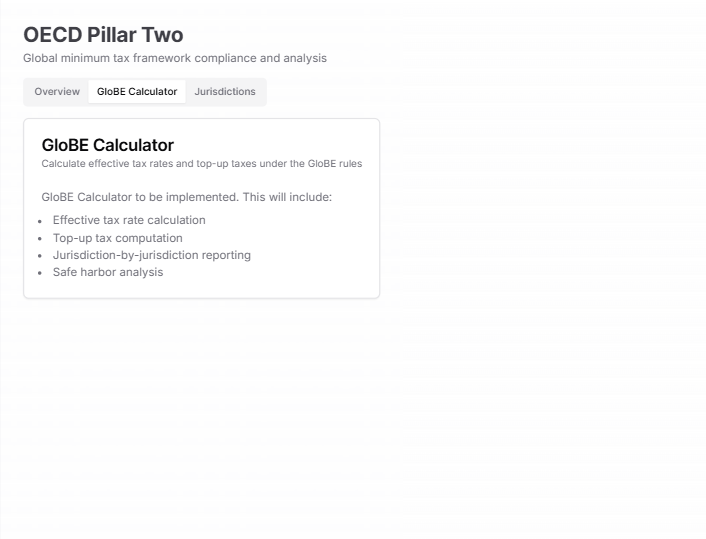 OECD Pillar Two
Global minimum tax framework compliance and analysis
Overview GloBE Calculator Jurisdictions
GloBE Calculator
Calculate effective tax rates and top-up taxes under the GloBE rules
GloBE Calculator to be implemented. This will include:
• Effective tax rate calculation
• Top-up tax computation
• Jurisdiction-by-jurisdiction reporting
• Safe harbor analysis